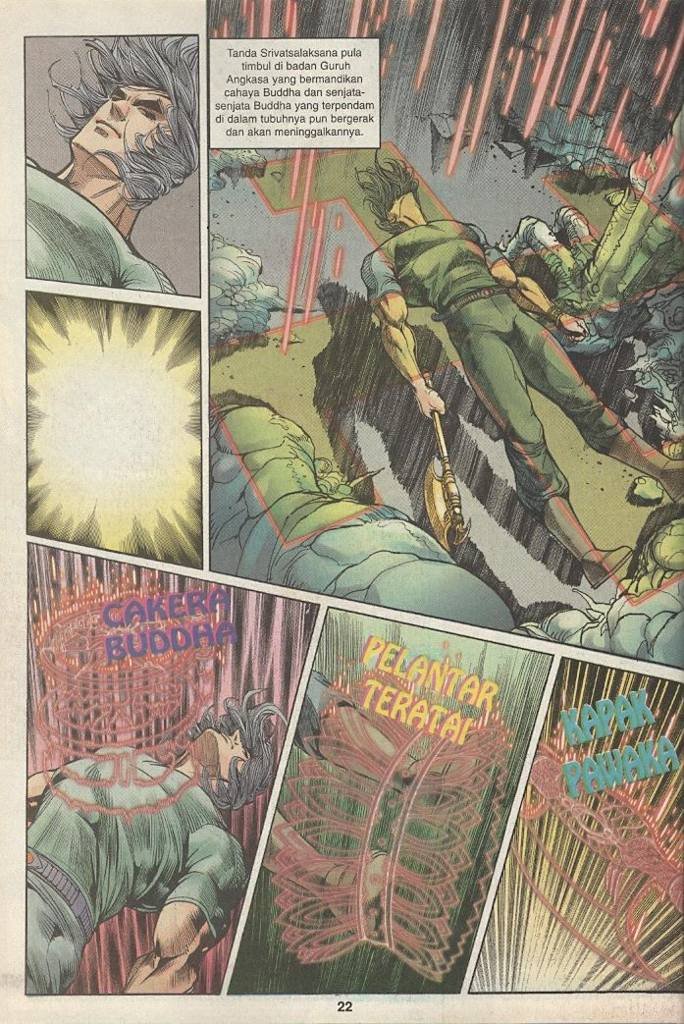 Tanda Srivatsalaksana pula
timbul di badan Guruh
Angkasa yang bermandikan
cahaya Buddha dan senjata-
senjata Buddha yang terpendam
di dalam tubuhnya pun bergerak
dan akan meninggalkannya.
CAKERA
BUDDHA
PELANTAR
TERATAI
KAPAK
PAWAKA
22